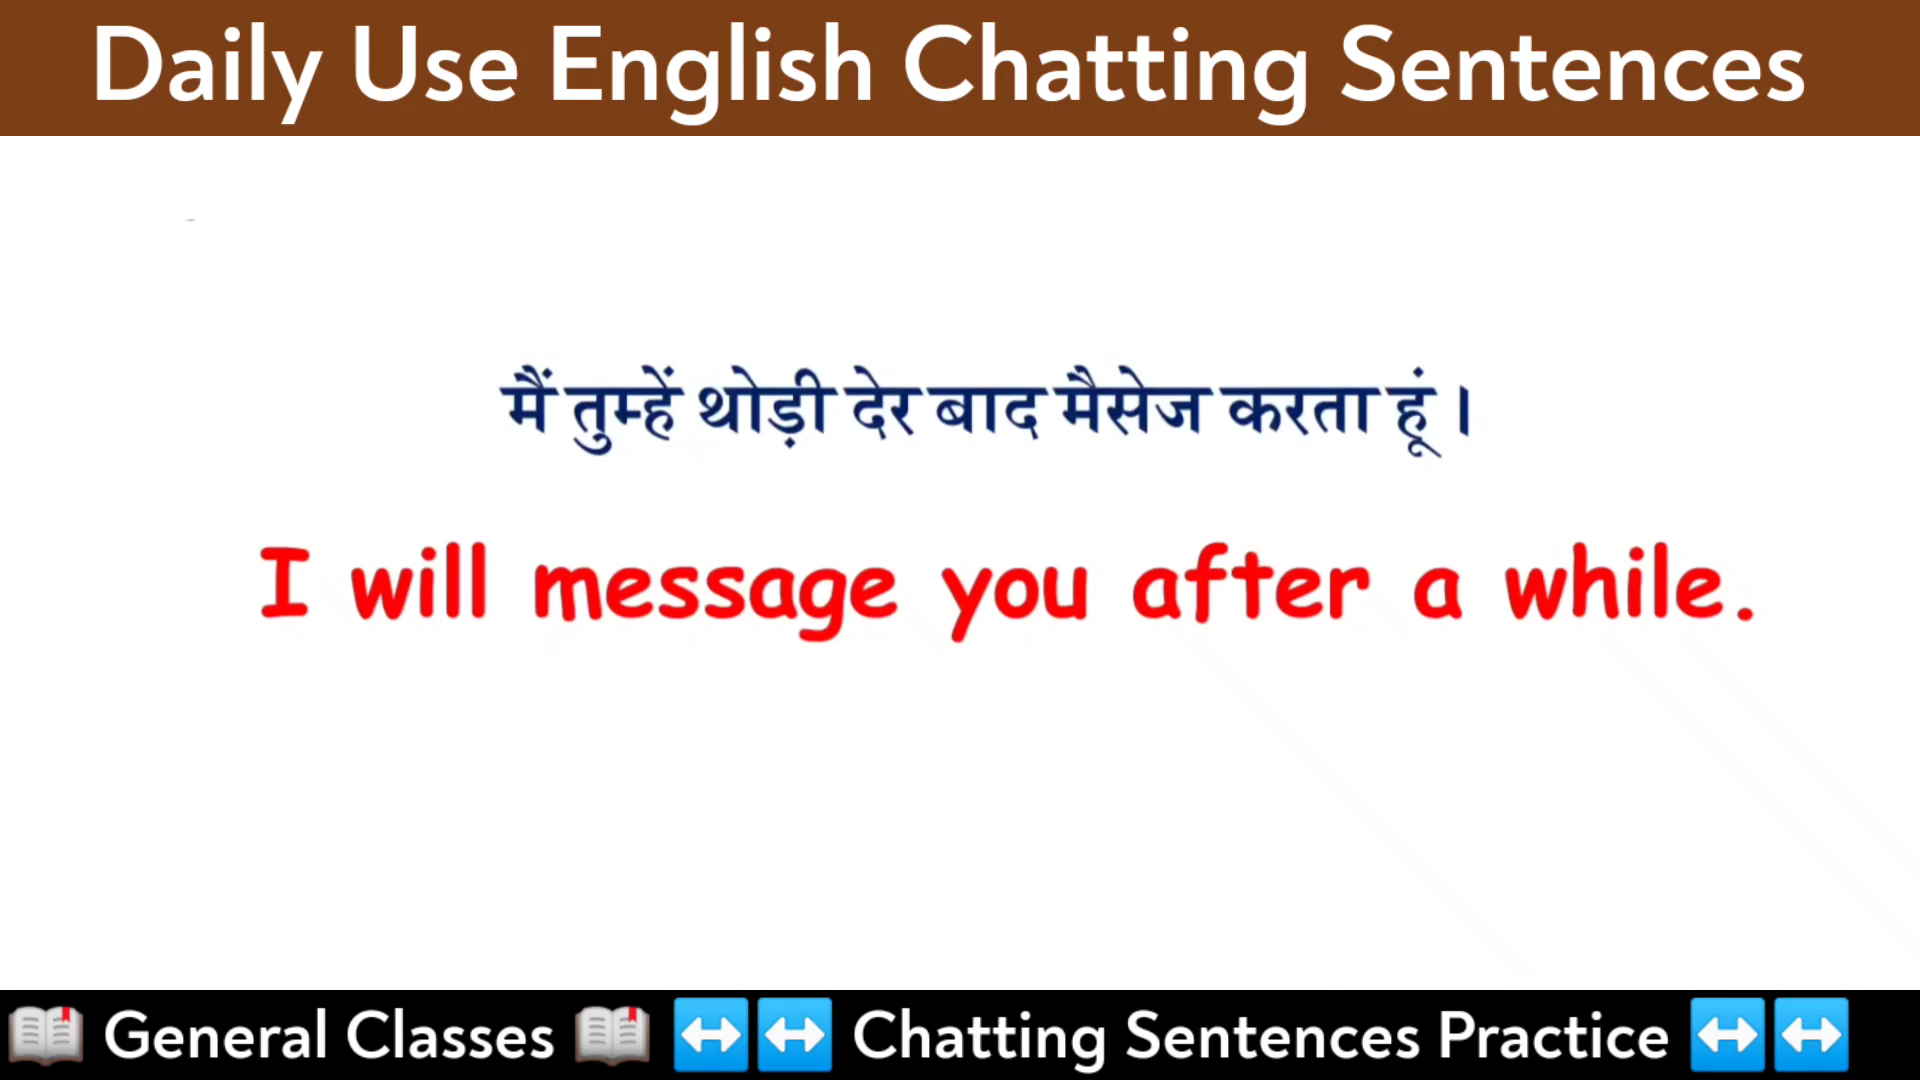 Daily Use English Chatting Sentences
मैं तुम्हें थोड़ी देर बाद मैसेज करता हूं ।
I will message you after a while.
📖 General Classes 📖 ↔️↔️ Chatting Sentences Practice ↔️↔️